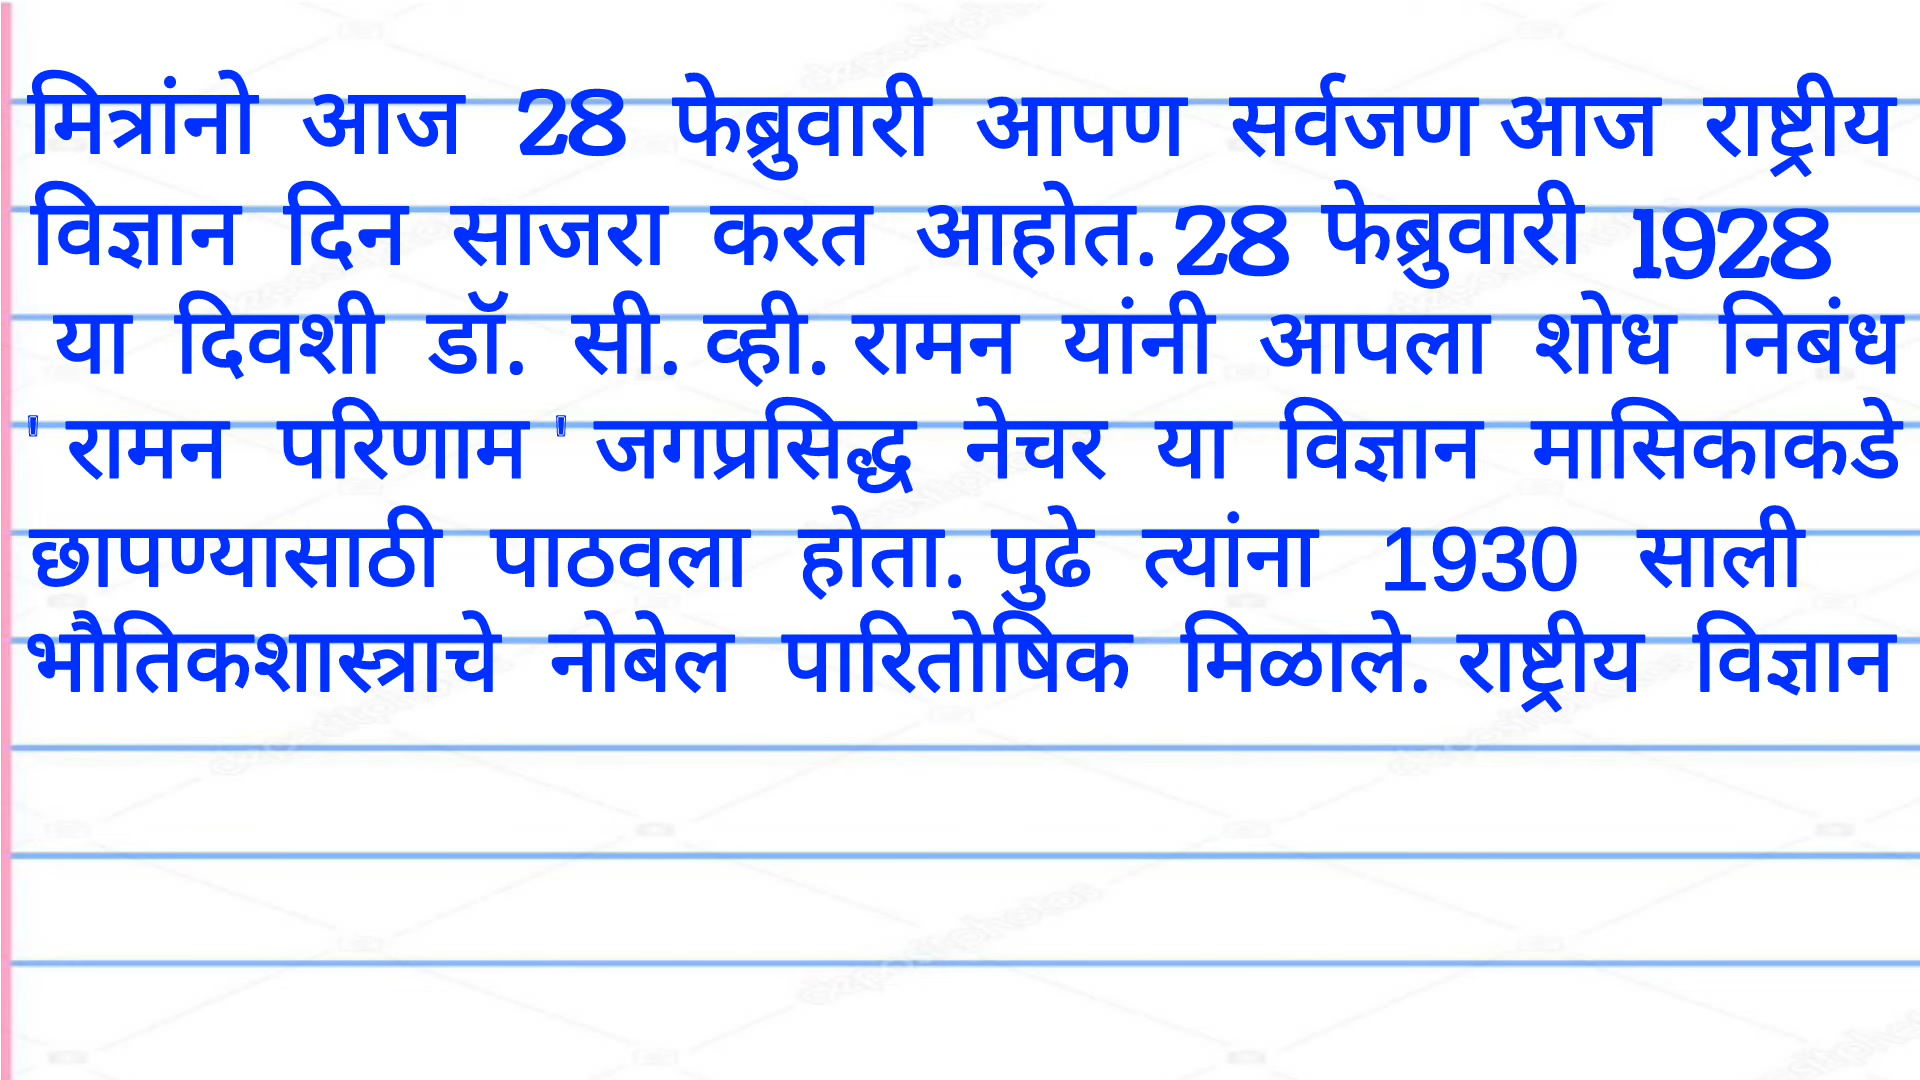 मित्रांनो आज 28 फेब्रुवारी आपण सर्वजण आज राष्ट्रीय
विज्ञान दिन साजरा करत आहोत. 28 फेब्रुवारी 1928
या दिवशी डॉ. सी. व्ही. रामन यांनी आपला शोध निबंध
' रामन परिणाम ' जगप्रसिद्ध नेचर या विज्ञान मासिकाकडे
छापण्यासाठी पाठवला होता. पुढे त्यांना 1930 साली
भौतिकशास्त्राचे नोबेल पारितोषिक मिळाले. राष्ट्रीय विज्ञान